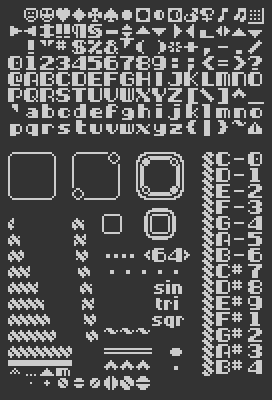 ☺☻♥♦♣♠●◘○◙♂♀♪♫
►◄↕‼¶§▬↨↑↓→←∟↔▲▼
!"#$%&'()*+,-./
0123456789:;<=>?
@ABCDEFGHIJKLMNO
PQRSTUVWXYZ[\]^_
`abcdefghijklmno
pqrstuvwxyz{|}~⌂
C-0
D-1
E-2
F-3
G-4
A-5
B-6
C#7
D#8
E#9
F#1
G#2
A#3
B#4
<64>
sin
tri
sqr